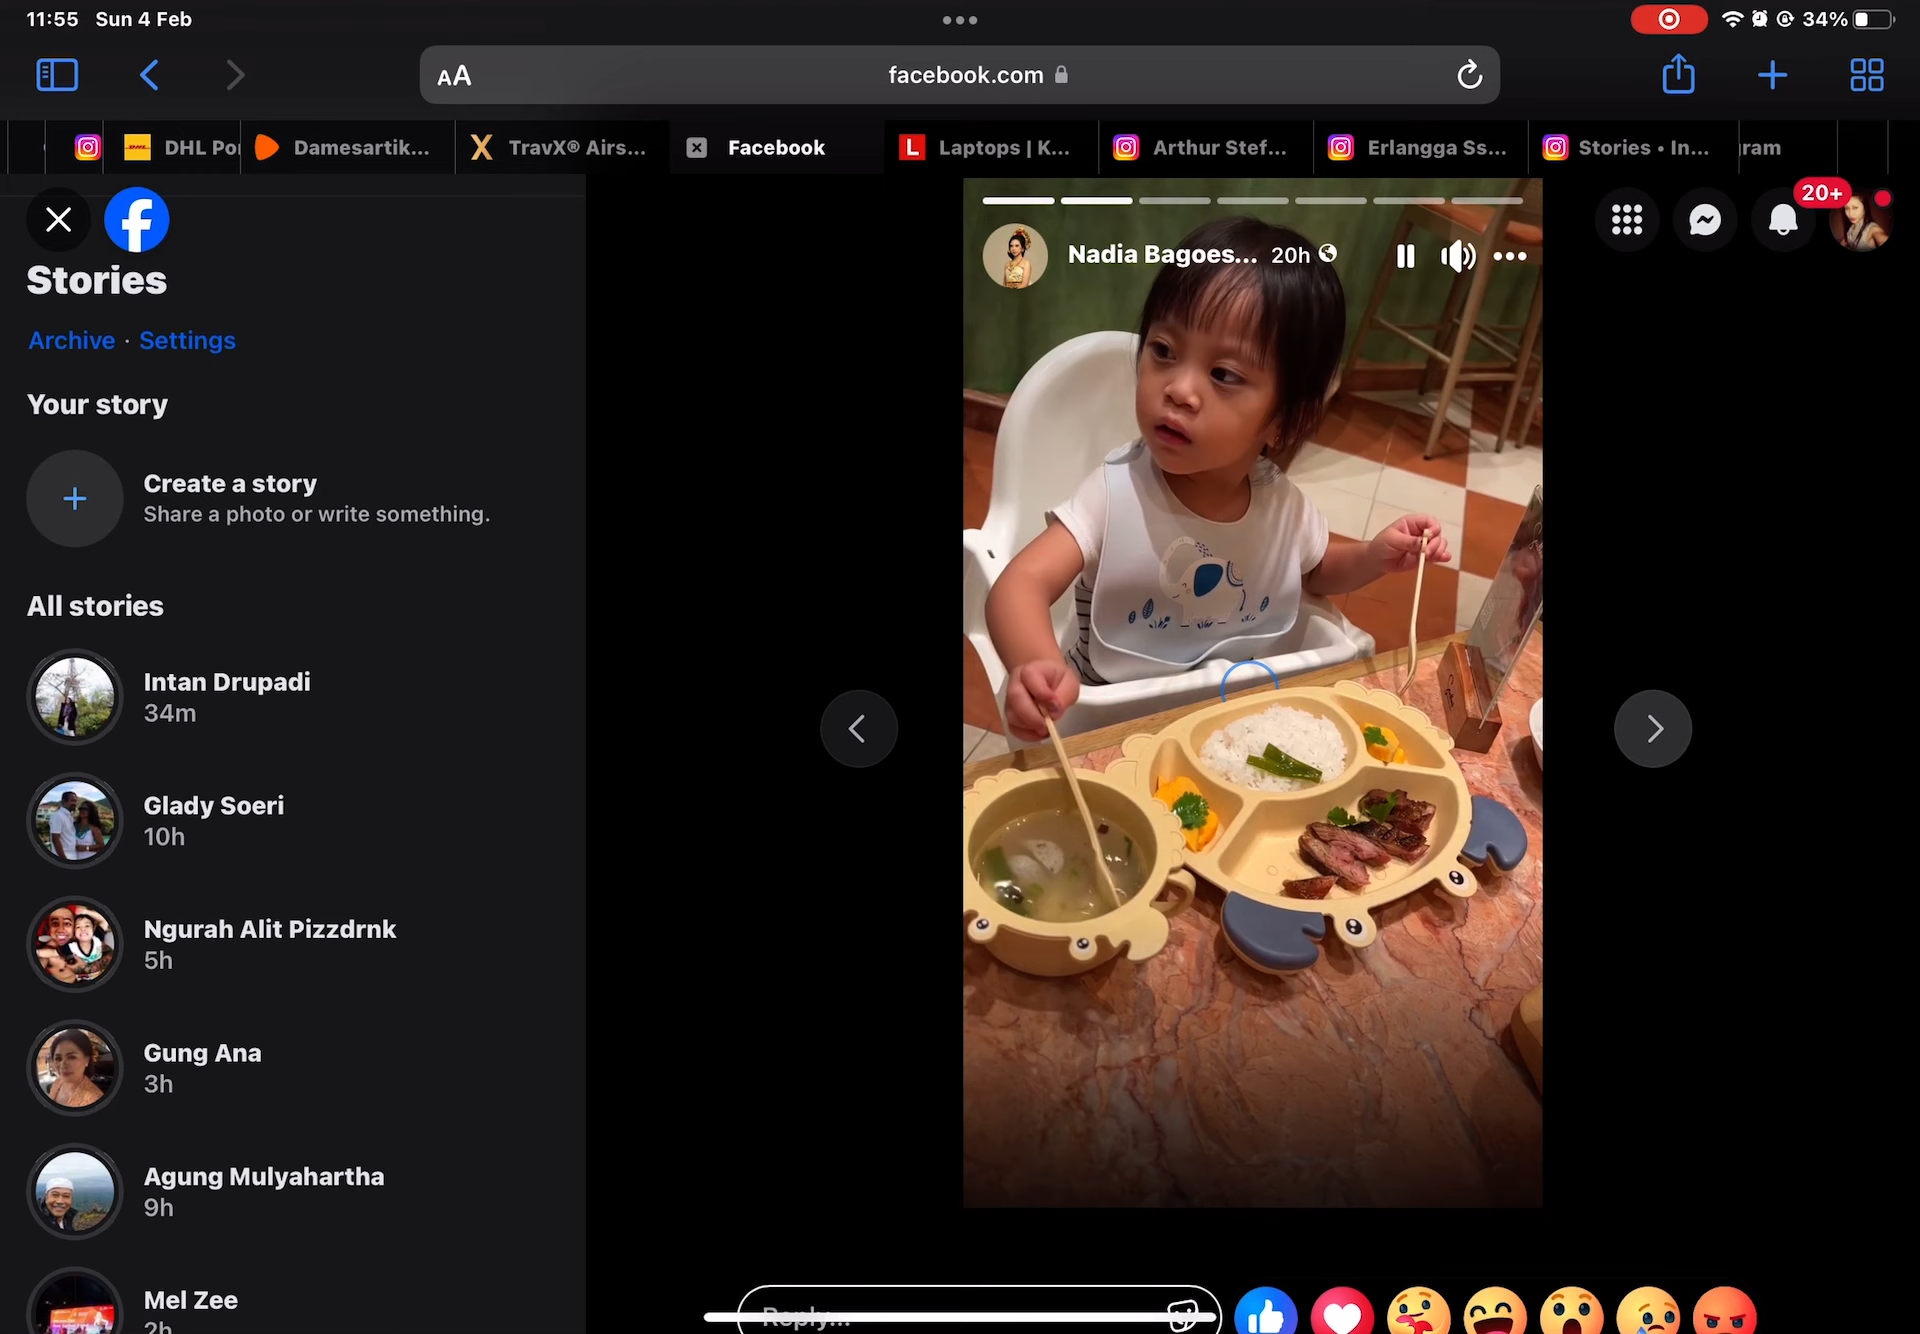 11:55 Sun 4 Feb
34%
AA facebook.com
DHL Por
Damesartik...
TravX® Airs...
Facebook
Laptops | K...
Arthur Stef...
Erlangga Ss...
Stories • In...
ram
20+
Stories
Archive · Settings
Your story
Create a story
Share a photo or write something.
All stories
Intan Drupadi
34m
Glady Soeri
10h
Ngurah Alit Pizzdrnk
5h
Gung Ana
3h
Agung Mulyahartha
9h
Mel Zee
2h
Nadia Bagoes... 20h
Reply...